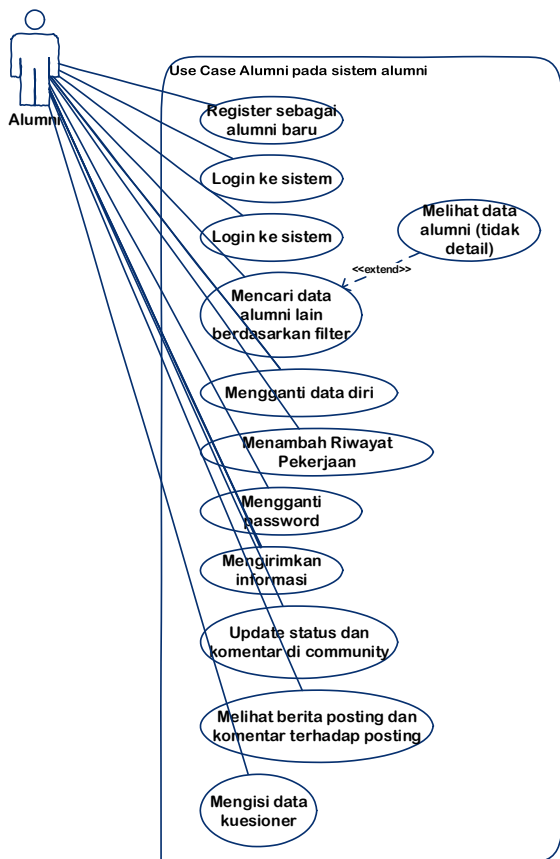 Use Case Alumni pada sistem alumni
Alumni
Register sebagai
alumni baru
Login ke sistem
Login ke sistem
Melihat data
alumni (tidak
detail)
<<extend>>
Mencari data
alumni lain
berdasarkan filter
Mengganti data diri
Menambah Riwayat
Pekerjaan
Mengganti
password
Mengirimkan
informasi
Update status dan
komentar di community
Melihat berita posting dan
komentar terhadap posting
Mengisi data
kuesioner